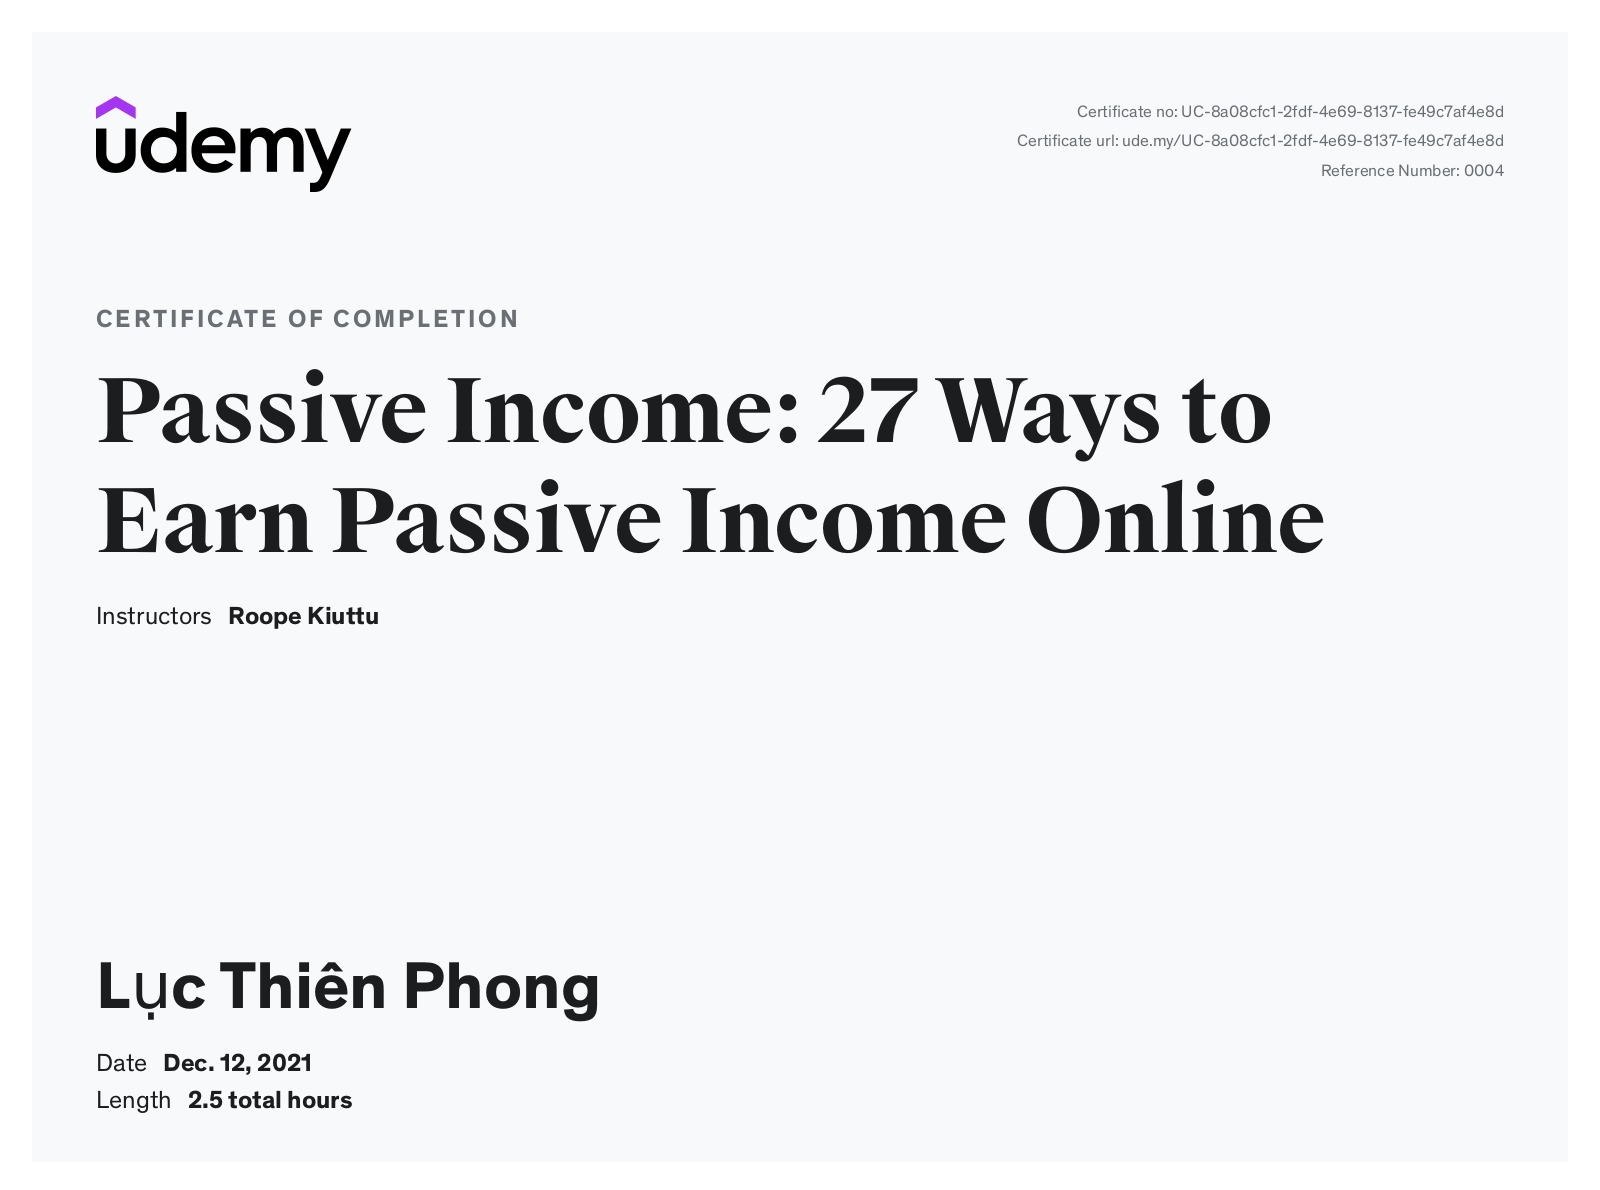 udemy
Certificate no: UC-8a08cfc1-2fdf-4e69-8137-fe49c7af4e8d
Certificate url: ude.my/UC-8a08cfc1-2fdf-4e69-8137-fe49c7af4e8d
Reference Number: 0004
CERTIFICATE OF COMPLETION
Passive Income: 27 Ways to
Earn Passive Income Online
Instructors Roope Kiuttu
Lục Thiên Phong
Date Dec. 12, 2021
Length 2.5 total hours